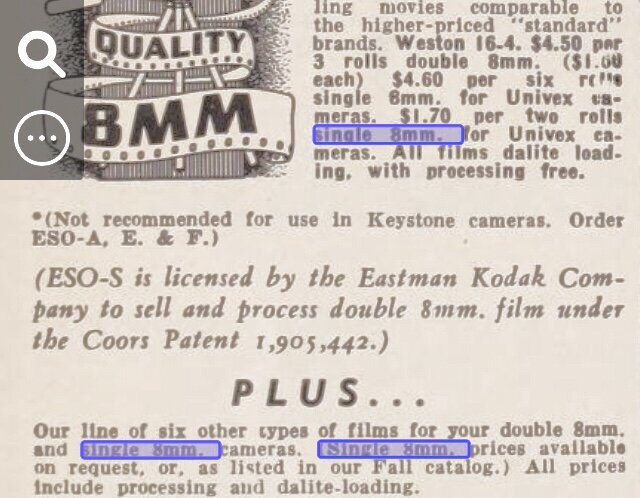 QUALITY
8MM
ling movies comparable to
the higher-priced "standard"
brands. Weston 16-4. $4.50 per
3 rolls double 8mm. ($1.50
each) $4.60 per six rolls
single 8mm. for Univex ca-
meras. $1.70 per two rolls
single 8mm. for Univex ca-
meras. All films dalite load-
ing, with processing free.
*(Not recommended for use in Keystone cameras. Order
ESO-A, E. & F.)
(ESO-S is licensed by the Eastman Kodak Com-
pany to sell and process double 8mm. film under
the Coors Patent 1,905,442.)
PLUS...
Our line of six other types of films for your double 8mm.
and single 8mm. cameras. (Single 8mm. prices available
on request, or, as listed in our Fall catalog.) All prices
include processing and dalite-loading.